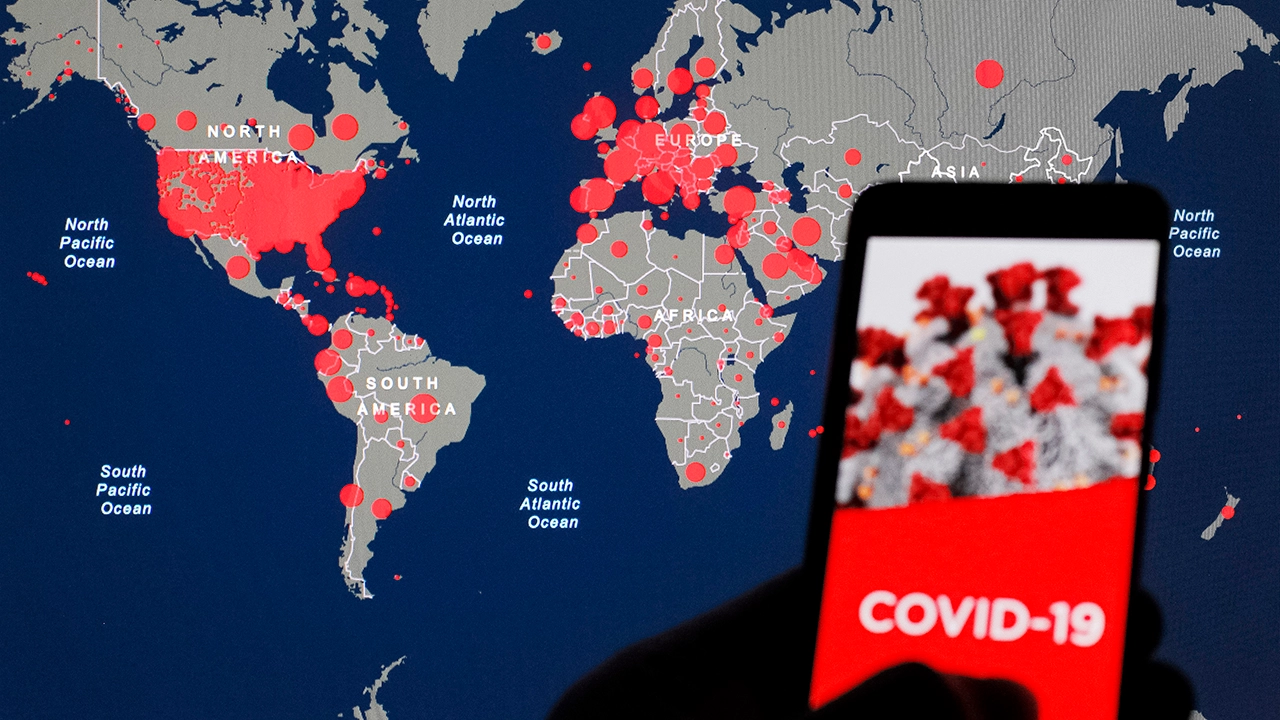 NORTH
AMERICA
EUROPE
ASIA
North
Pacific
Ocean
North
Atlantic
Ocean
North
Pacific
Ocean
AFRICA
SOUTH
AMERICA
South
Pacific
Ocean
South
Atlantic
Ocean
COVID-19